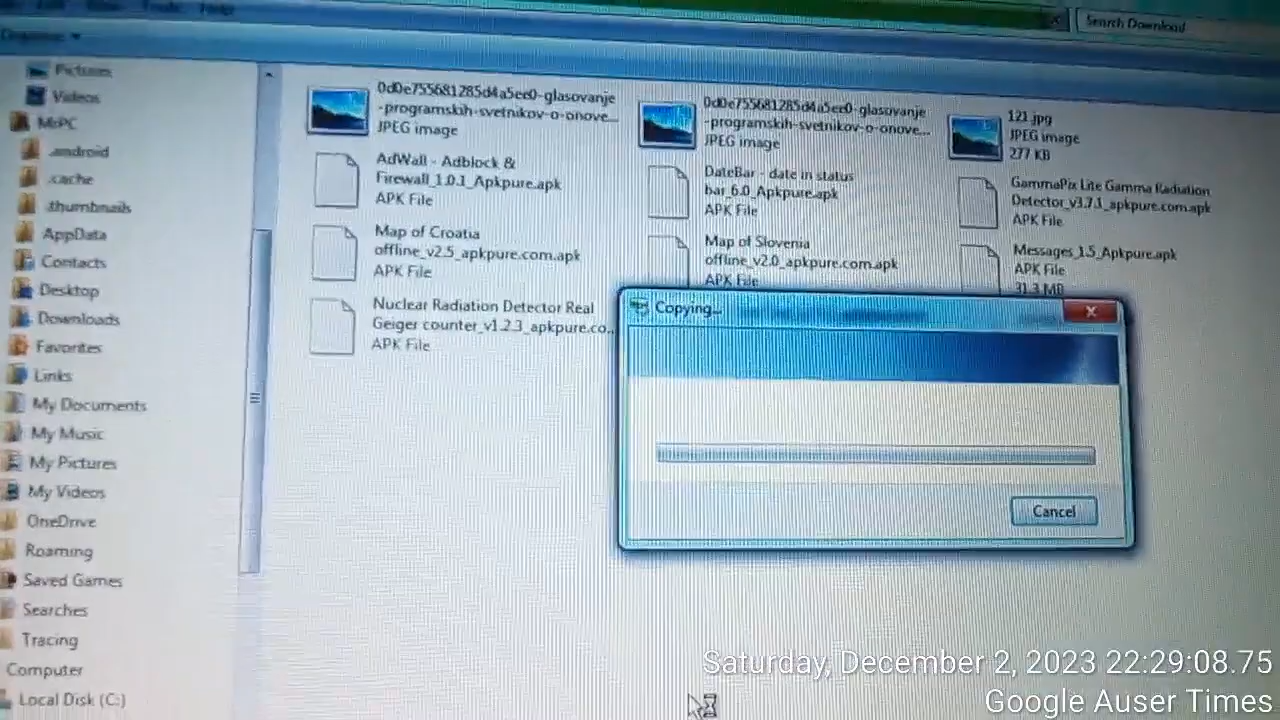 Search Download
Organize
Pictures
Videos
MrPC
.android
.cache
.thumbnails
AppData
Contacts
Desktop
Downloads
Favorites
Links
My Documents
My Music
My Pictures
My Videos
OneDrive
Roaming
Saved Games
Searches
Tracing
Computer
Local Disk (C:)
0d0e755681285d4a5ee0-glasovanje
-programskih-svetnikov-o-onove...
JPEG image
0d0e755681285d4a5ee0-glasovanje
-programskih-svetnikov-o-onove...
JPEG image
121.jpg
JPEG image
277 KB
AdWall - Adblock &
Firewall_1.0.1_Apkpure.apk
APK File
DateBar - date in status
bar_6.0_Apkpure.apk
APK File
GammaPix Lite Gamma Radiation
Detector_v3.7.1_apkpure.com.apk
APK File
Map of Croatia
offline_v2.5_apkpure.com.apk
APK File
Map of Slovenia
offline_v2.0_apkpure.com.apk
APK File
Messages_1.5_Apkpure.apk
APK File
31.3 MB
Nuclear Radiation Detector Real
Geiger counter_v1.2.3_apkpure.co...
APK File
Copying...
Cancel
Saturday, December 2, 2023 22:29:08.75
Google Auser Times